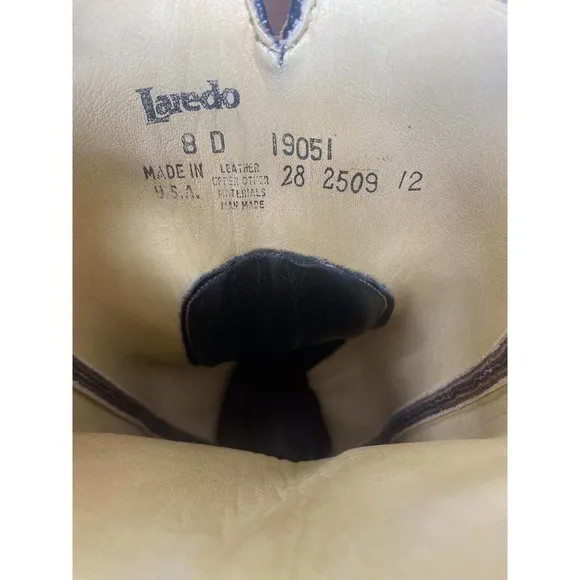 Laredo
8 D 19051
MADE IN LEATHER 28 2509 12
U.S.A. UPPER OTHER
MATERIALS
MAN MADE